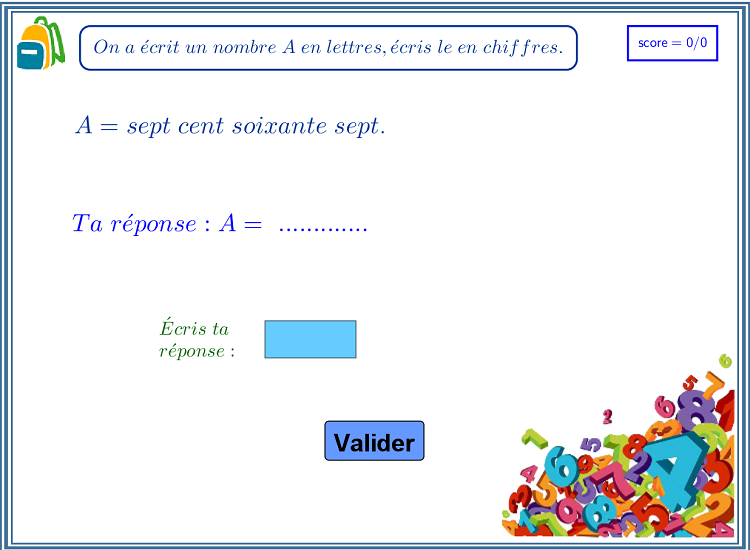 On a écrit un nombre A en lettres, écris le en chiffres.
score = 0/0
A = sept cent soixante sept.
Ta réponse : A = .............
Écris ta
réponse :
Valider